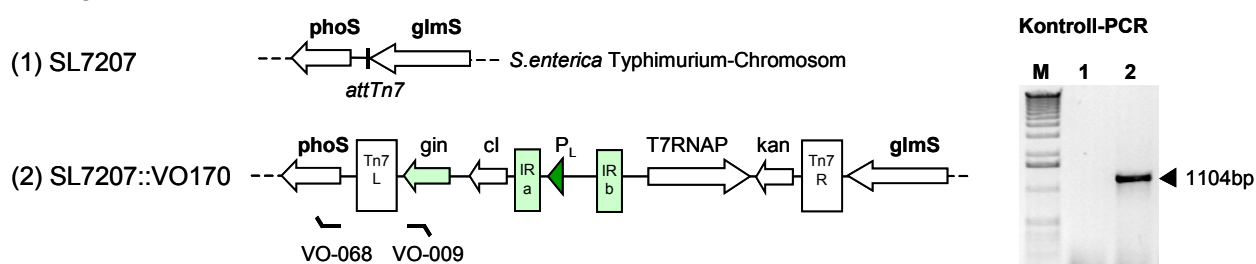 Kontroll-PCR
phoS glmS
(1) SL7207 S.enterica Typhimurium-Chromosom
attTn7
M 1 2
phoS Tn7 L gin cI IR a PL IR b T7RNAP kan Tn7 R glmS
(2) SL7207::VO170
1104bp
VO-068 VO-009